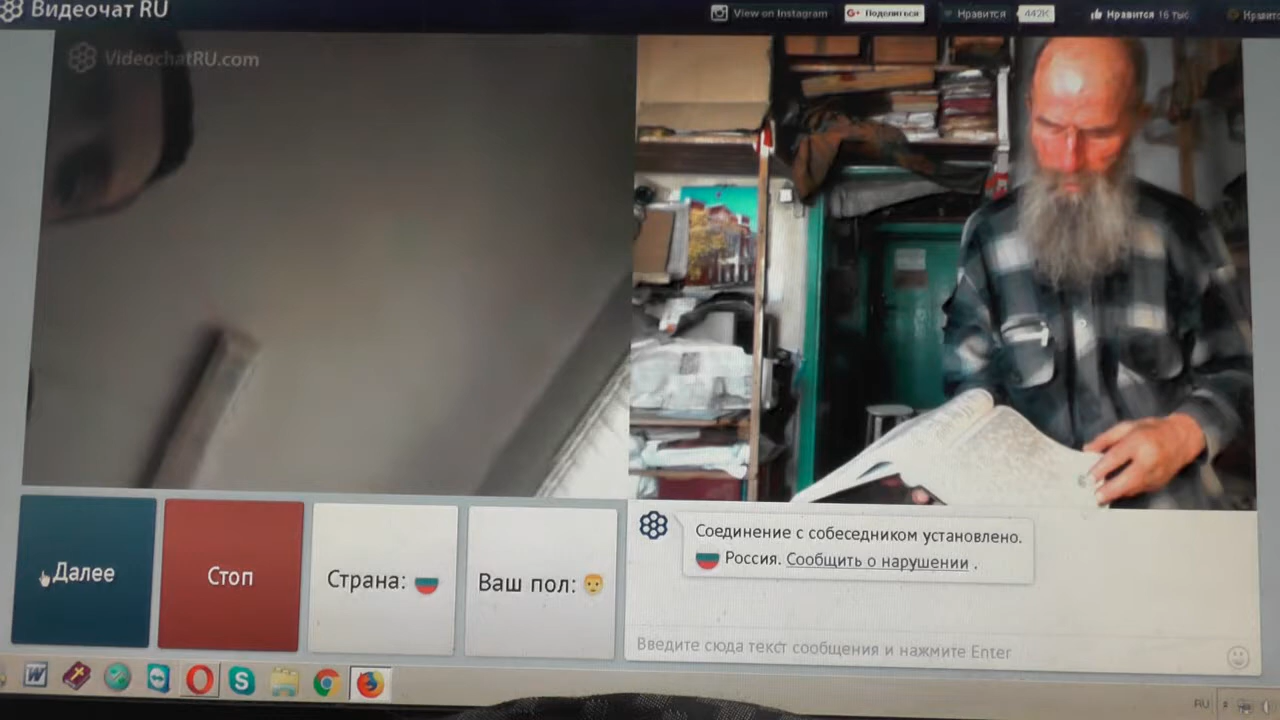 Видеочат RU
View on Instagram
Поделиться
Нравится
442K
Нравится 16 тыс.
VideochatRU.com
Далее
Стоп
Страна:
Ваш пол:
Соединение с собеседником установлено.
Россия. Сообщить о нарушении .
Введите сюда текст сообщения и нажмите Enter
RU